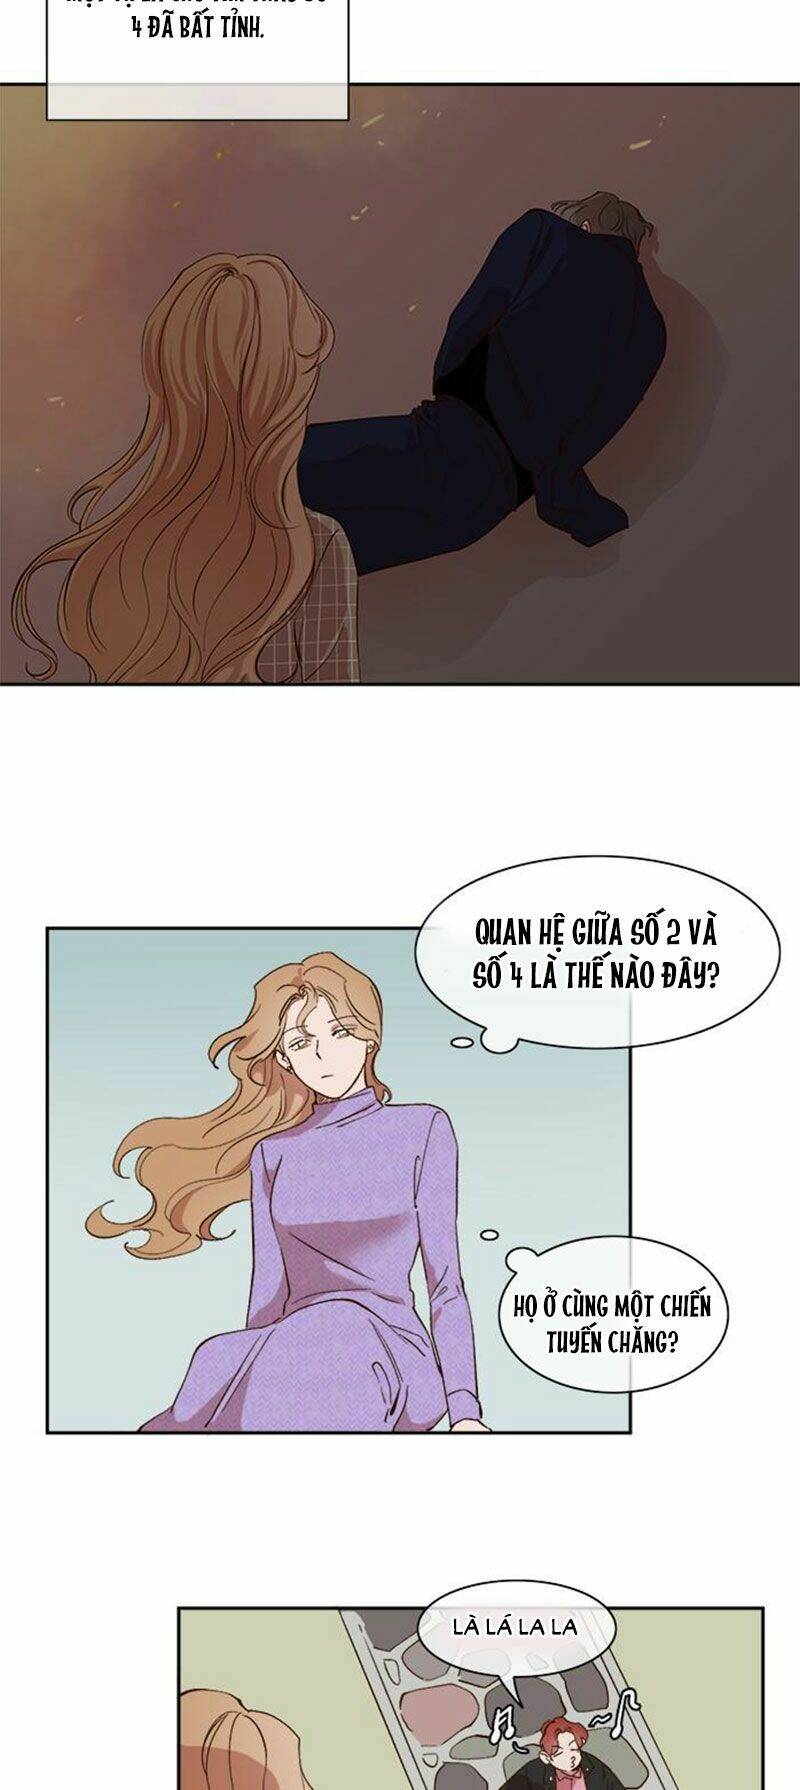 4 ĐÃ BẤT TỈNH.
QUAN HỆ GIỮA SỐ 2 VÀ
SỐ 4 LÀ THẾ NÀO ĐÂY?
HỌ Ở CÙNG MỘT CHIẾN
TUYẾN CHĂNG?
LÀ LÁ LA LA